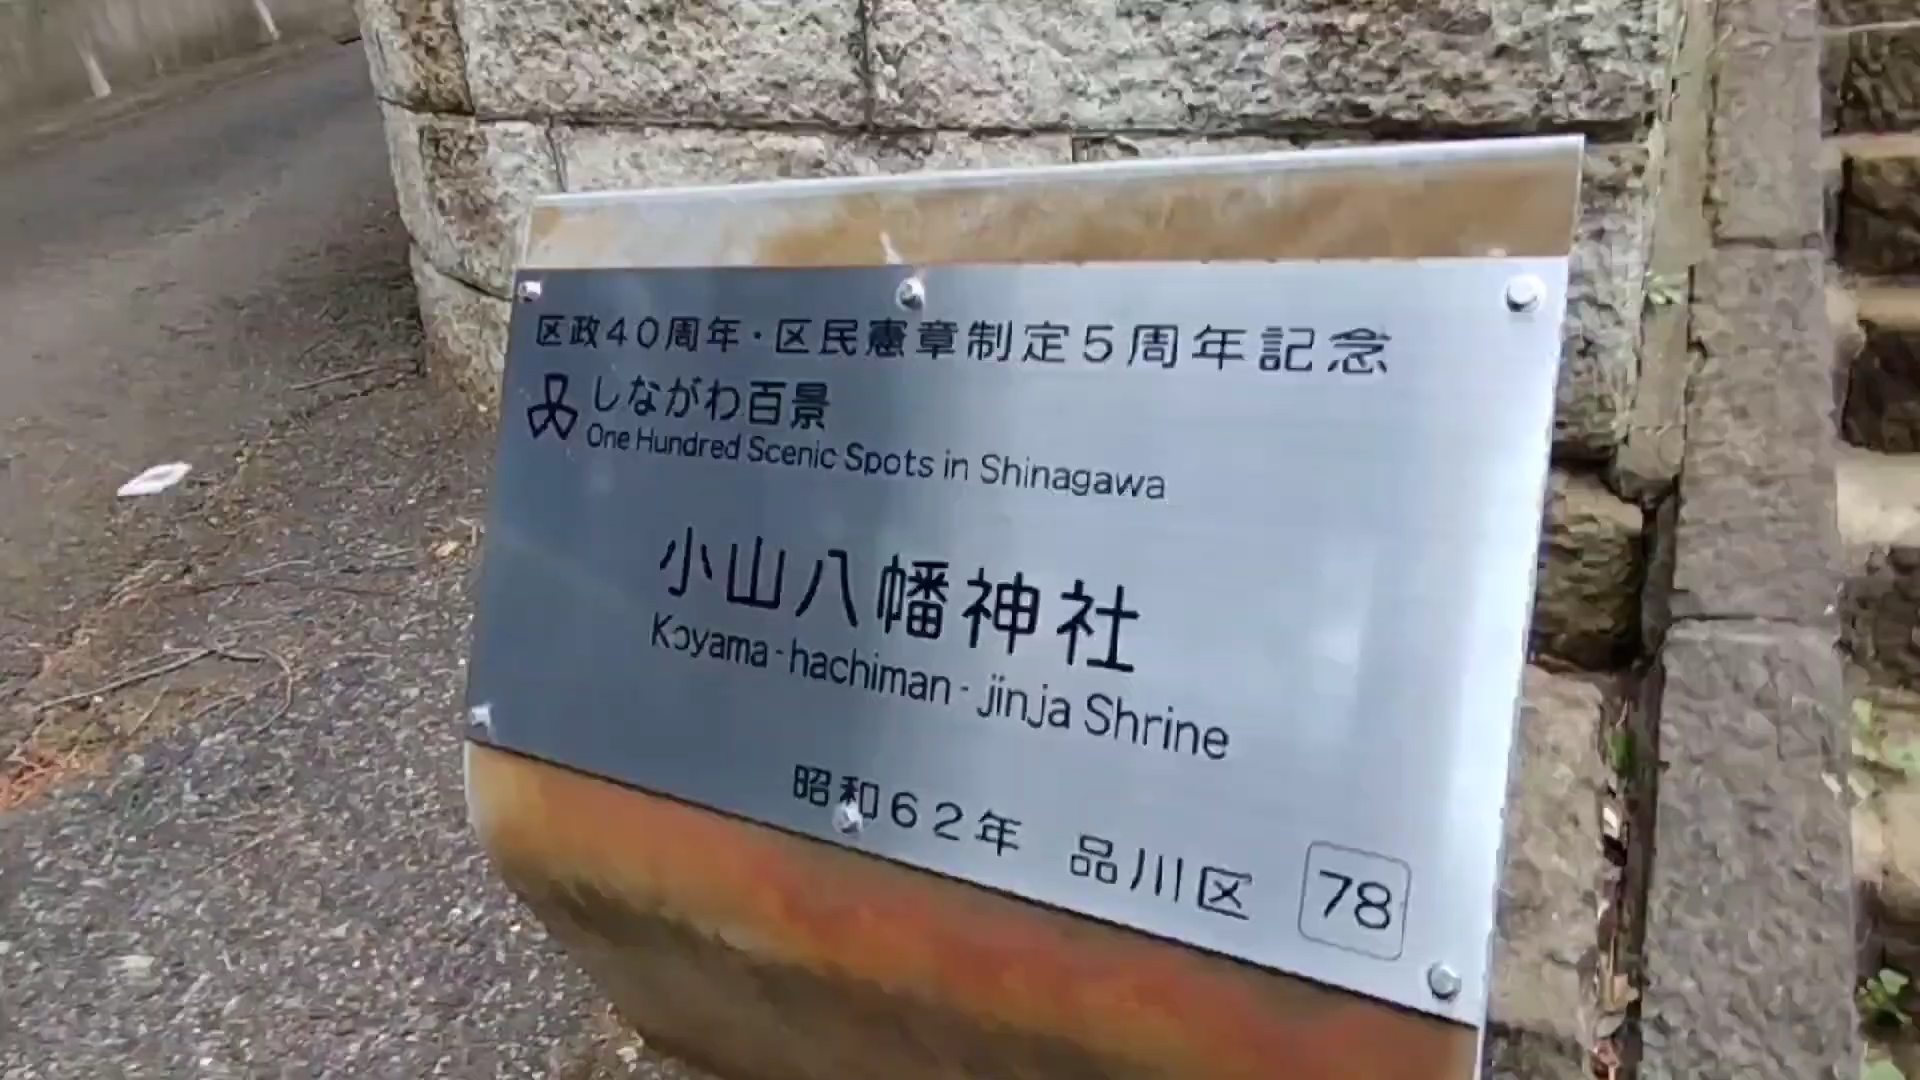 区政40周年・区民憲章制定5周年記念
しながわ百景
One Hundred Scenic Spots in Shinagawa
小山八幡神社
Koyama-hachiman-jinja Shrine
昭和62年 品川区 78